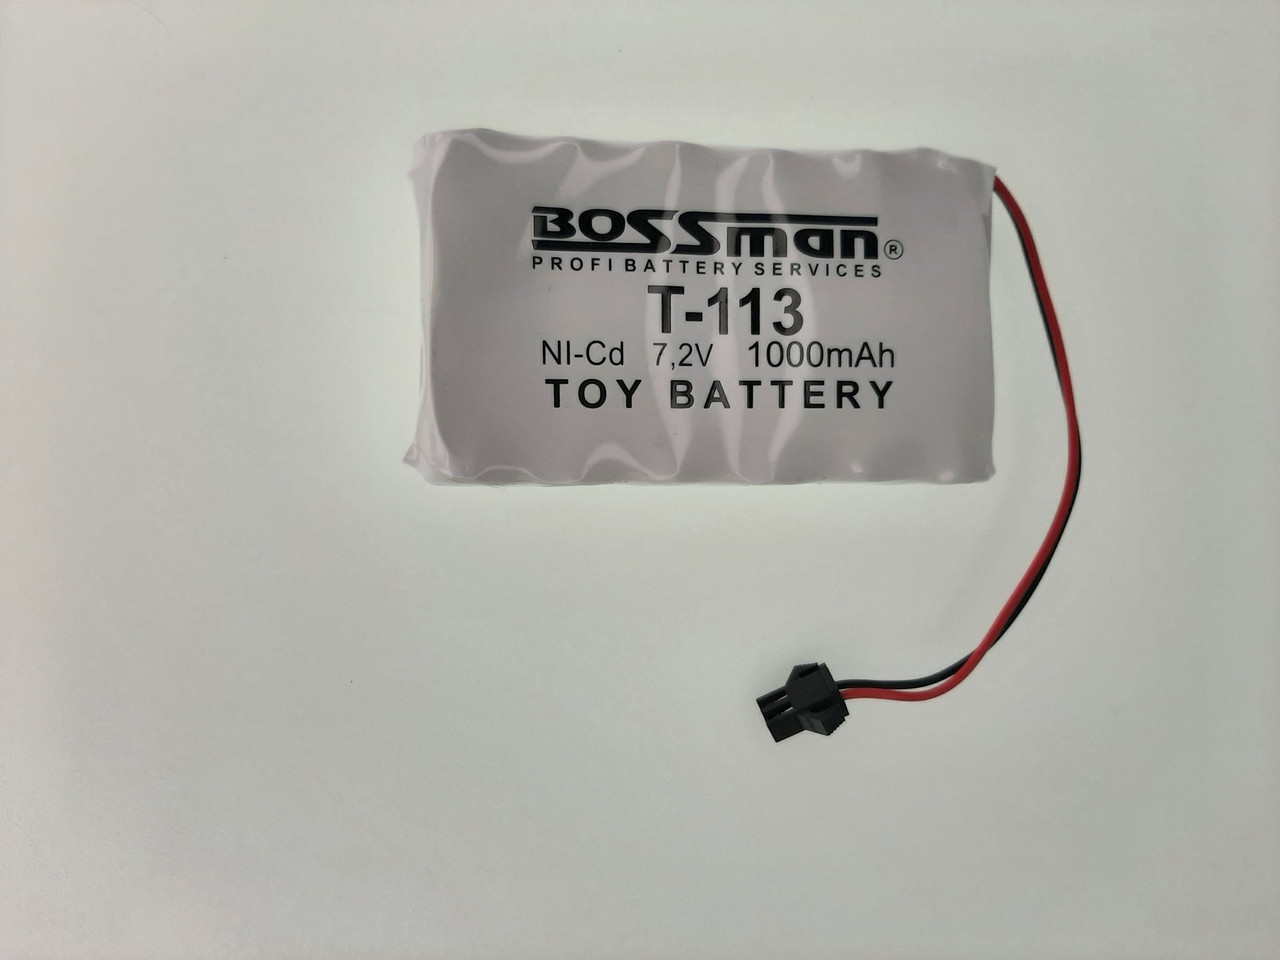 BOSSman®
PROFI BATTERY SERVICES
T-113
NI-Cd 7,2V 1000mAh
TOY BATTERY